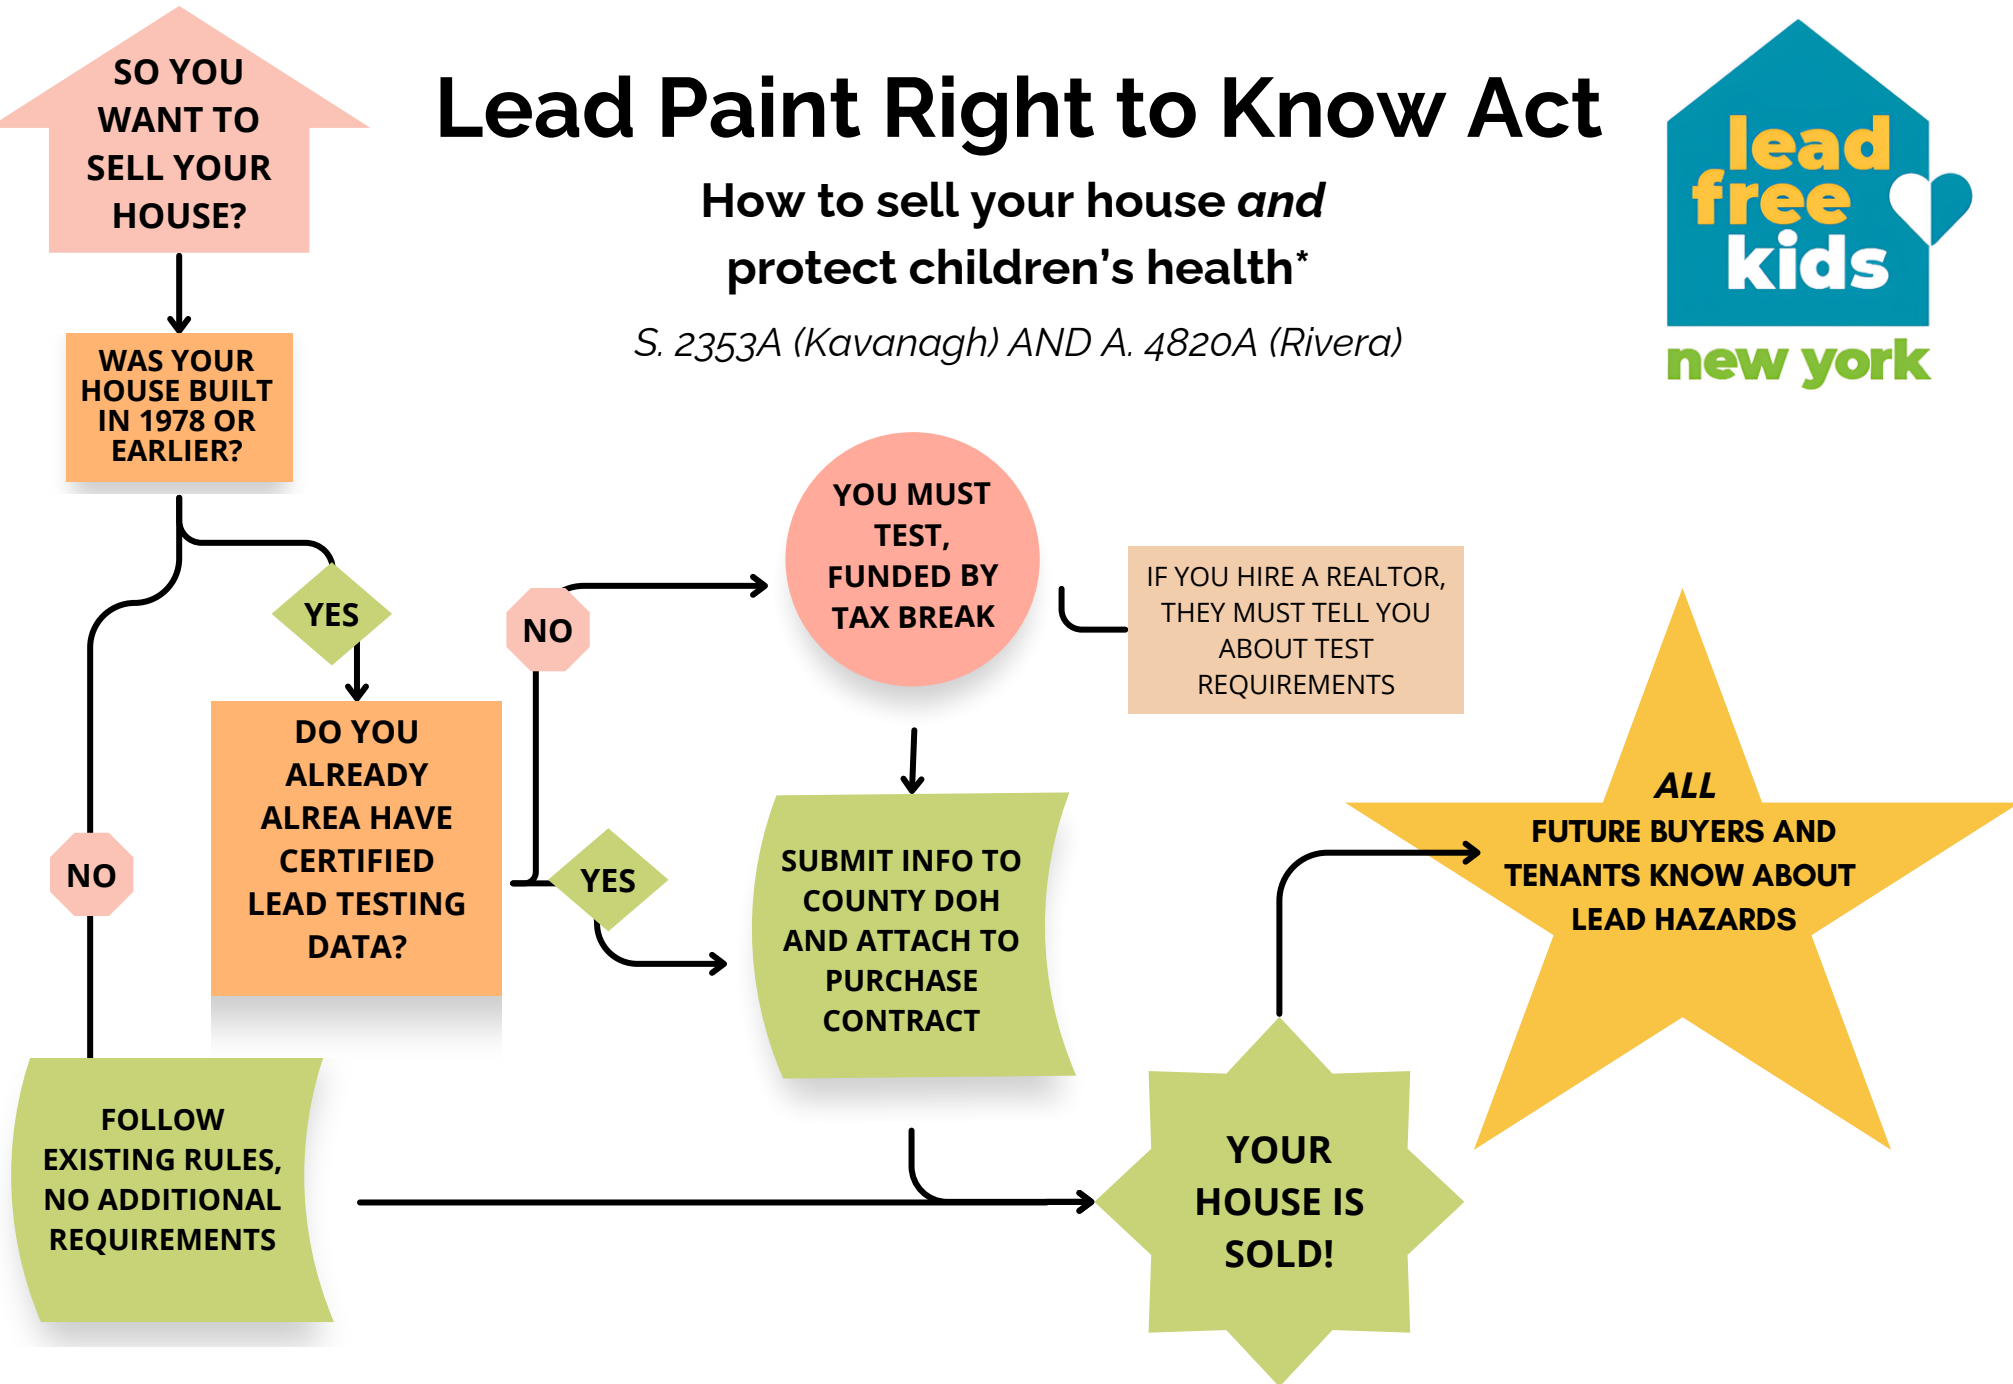 SO YOU
WANT TO
SELL YOUR
HOUSE?
Lead Paint Right to Know Act
How to sell your house and
protect children's health*
S. 2353A (Kavanagh) AND A. 4820A (Rivera)
lead
free
kids
new york
WAS YOUR
HOUSE BUILT
IN 1978 OR
EARLIER?
YES
NO
DO YOU
ALREADY
ALREA HAVE
CERTIFIED
LEAD TESTING
DATA?
NO
YES
YOU MUST
TEST,
FUNDED BY
TAX BREAK
IF YOU HIRE A REALTOR,
THEY MUST TELL YOU
ABOUT TEST
REQUIREMENTS
SUBMIT INFO TO
COUNTY DOH
AND ATTACH TO
PURCHASE
CONTRACT
FOLLOW
EXISTING RULES,
NO ADDITIONAL
REQUIREMENTS
YOUR
HOUSE IS
SOLD!
ALL
FUTURE BUYERS AND
TENANTS KNOW ABOUT
LEAD HAZARDS